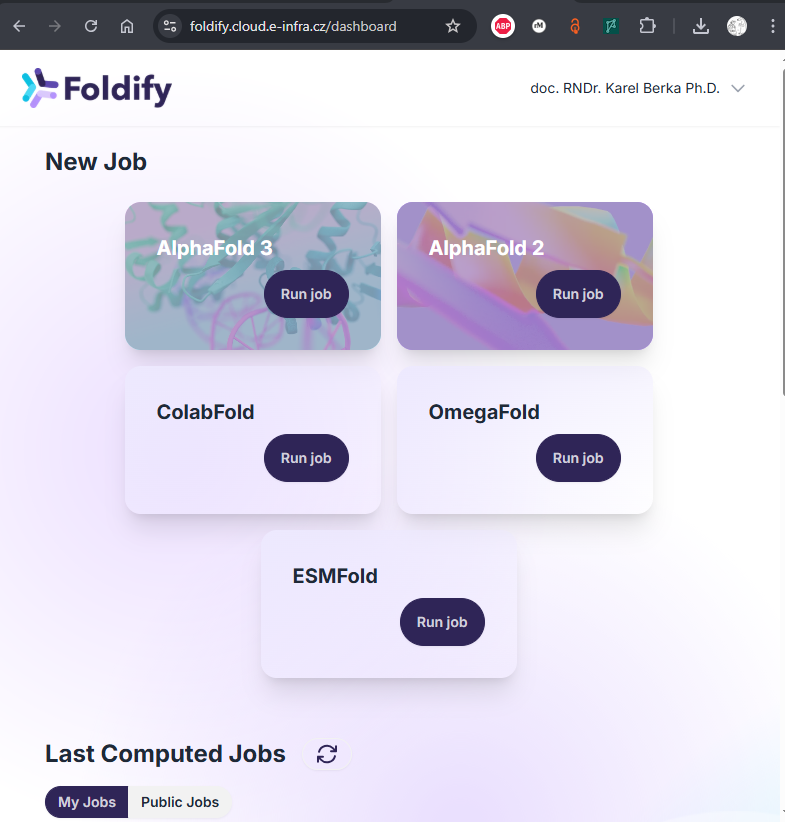 foldify.cloud.e-infra.cz/dashboard
ABP
rM
Foldify
doc. RNDr. Karel Berka Ph.D.
New Job
AlphaFold 3
Run job
AlphaFold 2
Run job
ColabFold
Run job
OmegaFold
Run job
ESMFold
Run job
Last Computed Jobs
My Jobs Public Jobs